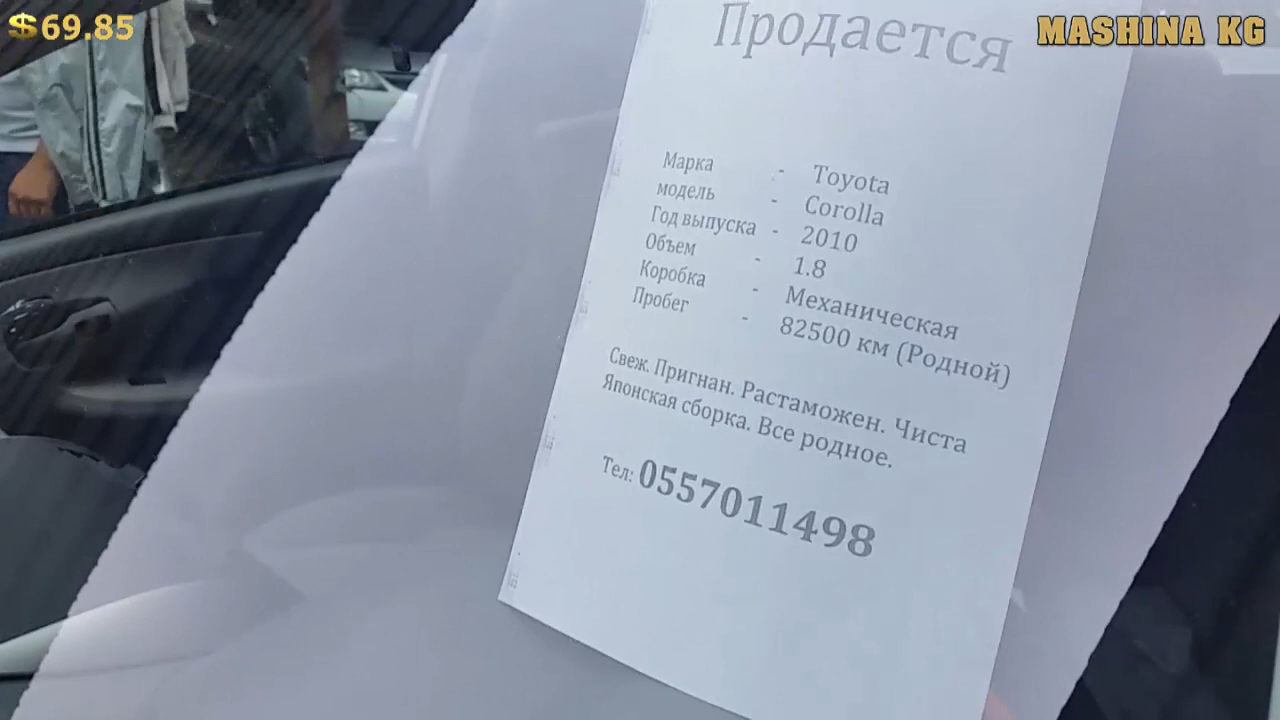 $69.85
MASHINA KG
Продается
Марка - Toyota
модель - Corolla
Год выпуска - 2010
Объем - 1.8
Коробка - Механическая
Пробег - 82500 км (Родной)
Свеж. Пригнан. Растаможен. Чиста
Японская сборка. Все родное.
Тел: 0557011498